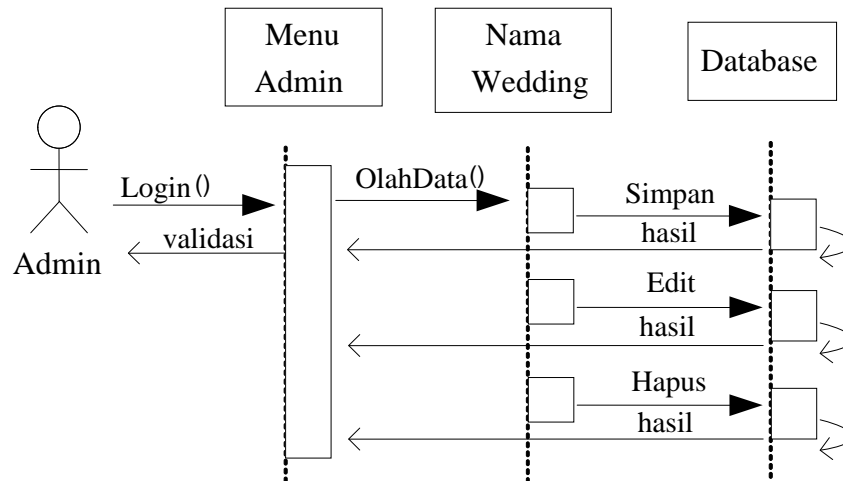 Menu
Admin
Nama
Wedding
Database
Login()
OlahData()
Simpan
validasi
hasil
Admin
Edit
hasil
Hapus
hasil